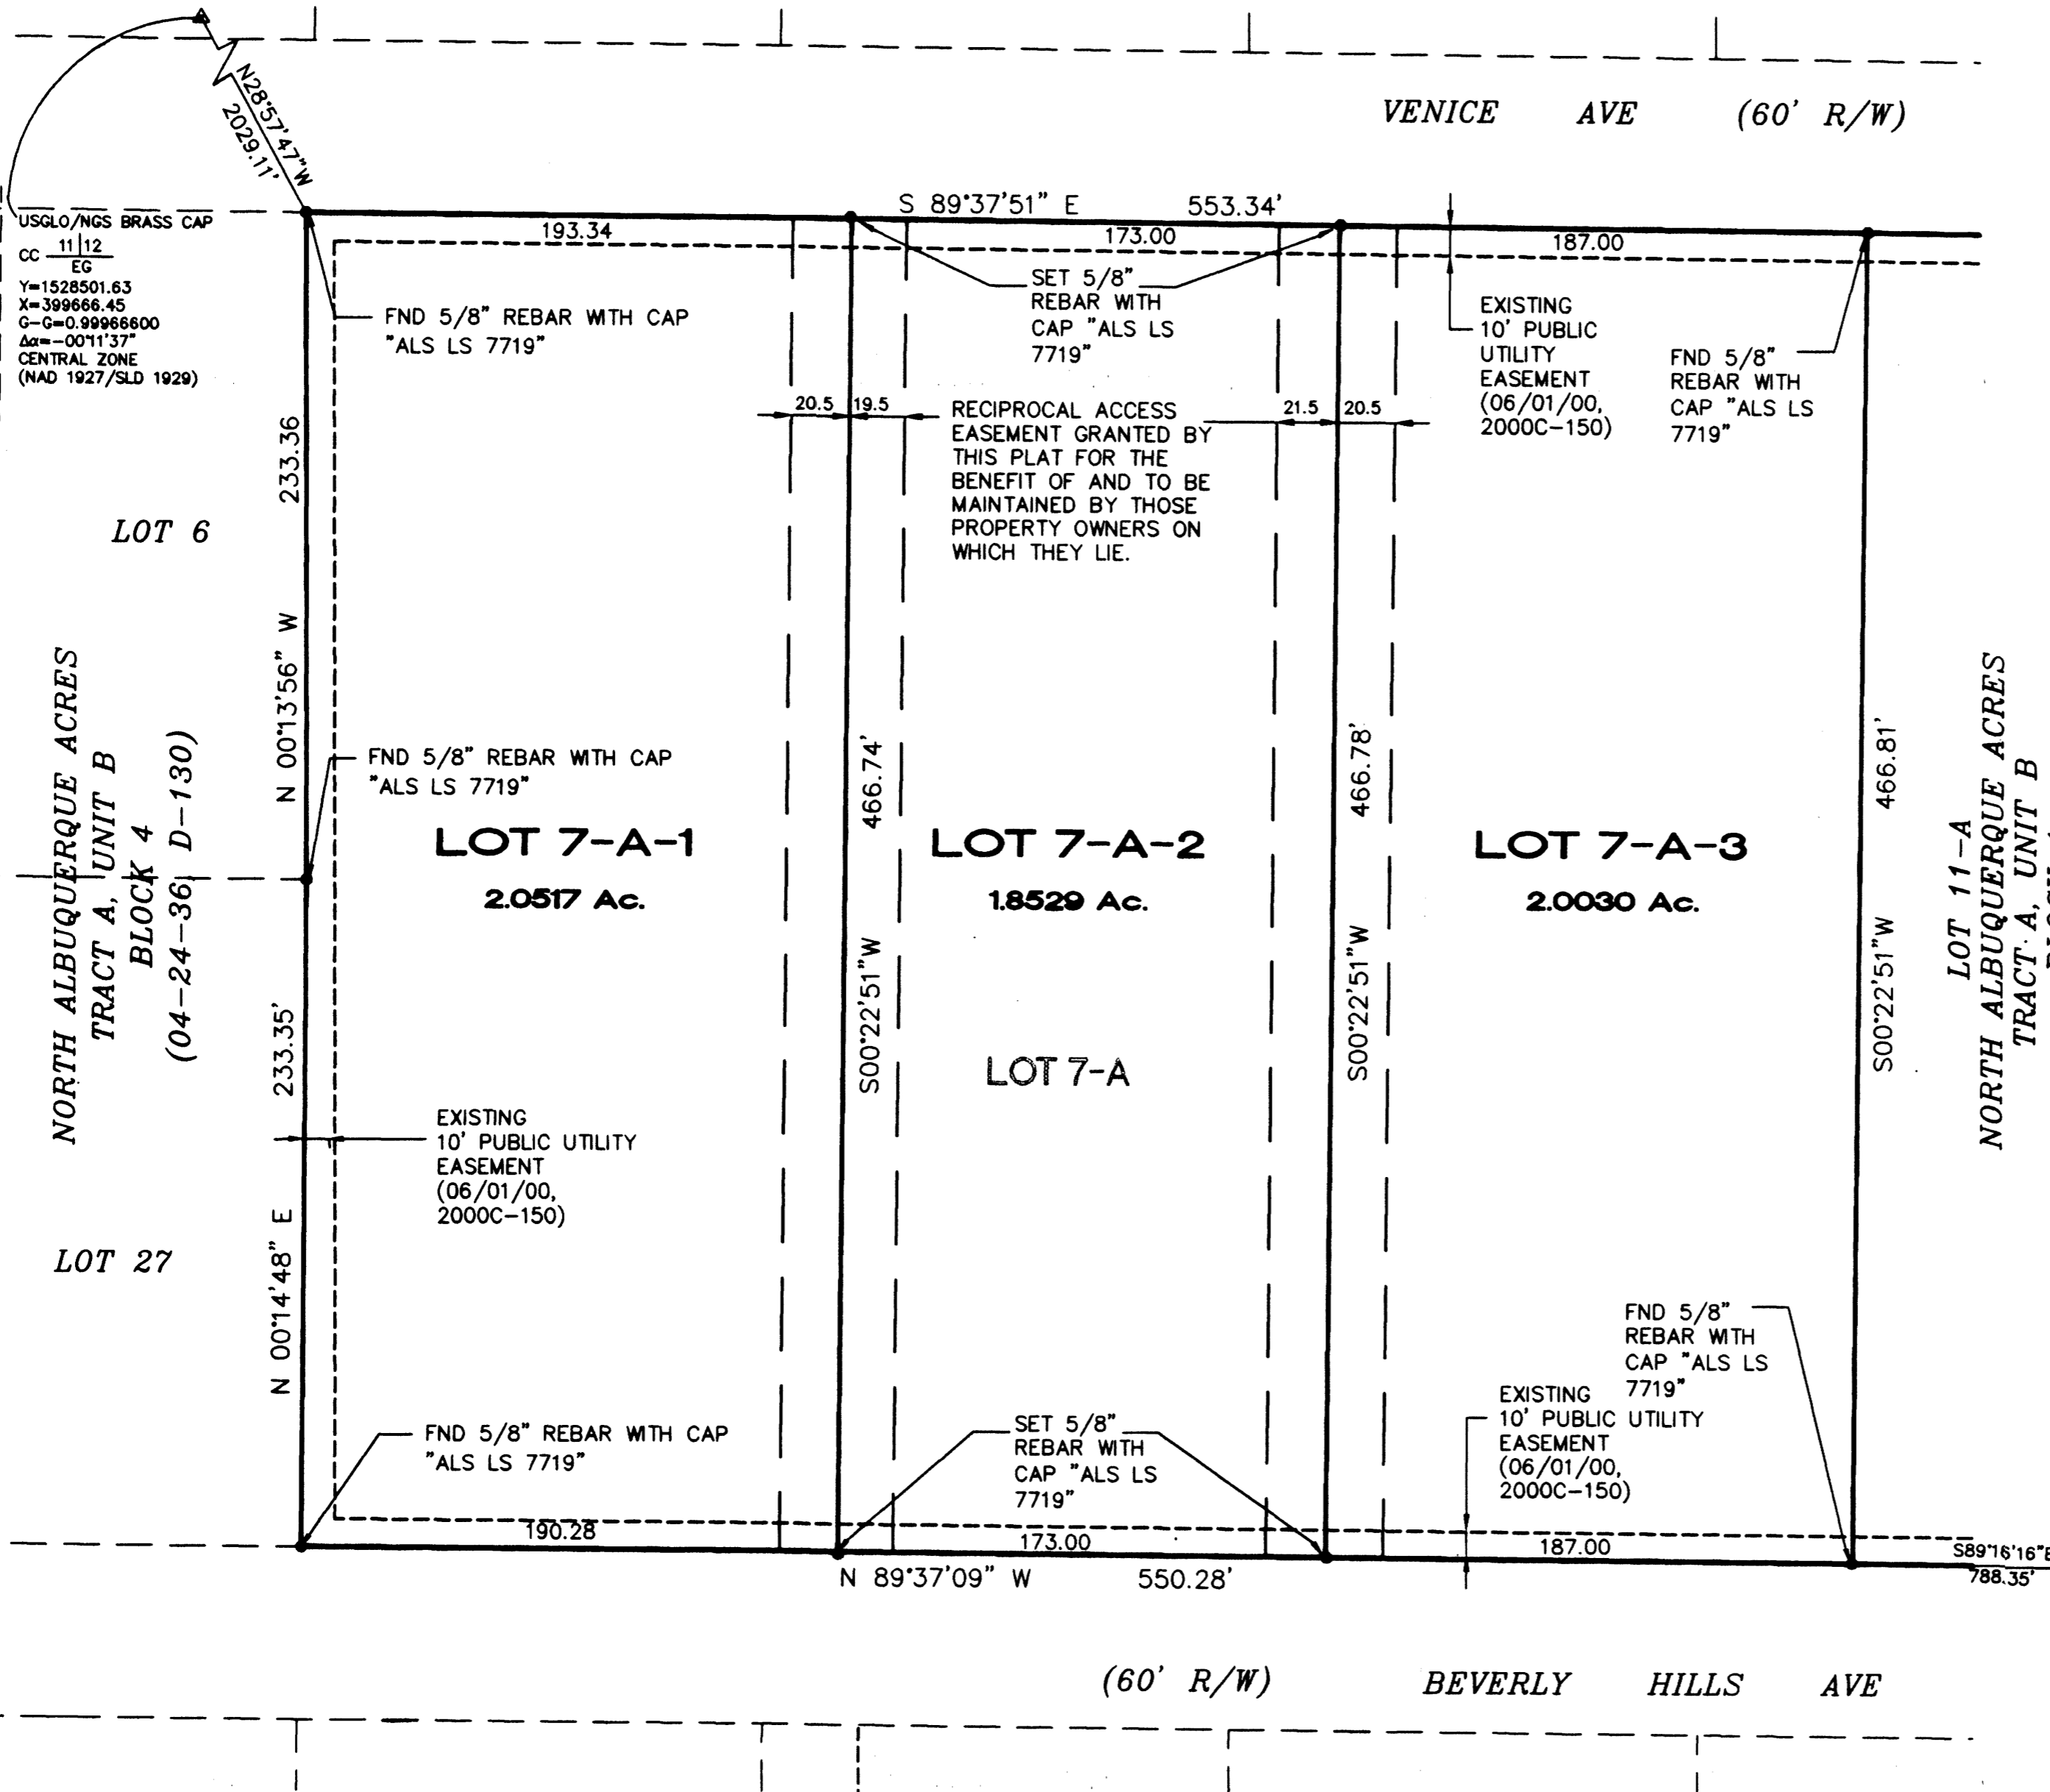 VENICE AVE (60' R/W)
N28°57'47"W
2029.11'
USGLO/NGS BRASS CAP
CC 11|12
EG
Y=1528501.63
X=399666.45
G-G=0.99966600
Δα=-00°11'37"
CENTRAL ZONE
(NAD 1927/SLD 1929)
S 89°37'51" E 553.34'
193.34
173.00
187.00
FND 5/8" REBAR WITH CAP
"ALS LS 7719"
SET 5/8"
REBAR WITH
CAP "ALS LS
7719"
EXISTING
10' PUBLIC
UTILITY
EASEMENT
(06/01/00,
2000C-150)
FND 5/8"
REBAR WITH
CAP "ALS LS
7719"
20.5 19.5
21.5 20.5
RECIPROCAL ACCESS
EASEMENT GRANTED BY
THIS PLAT FOR THE
BENEFIT OF AND TO BE
MAINTAINED BY THOSE
PROPERTY OWNERS ON
WHICH THEY LIE.
LOT 6
N 00°13'56" W 233.36
NORTH ALBUQUERQUE ACRES
TRACT A, UNIT B
BLOCK 4
(04-24-36, D-130)
FND 5/8" REBAR WITH CAP
"ALS LS 7719"
LOT 7-A-1
2.0517 Ac.
S00°22'51"W 466.74'
LOT 7-A-2
1.8529 Ac.
S00°22'51"W 466.78'
LOT 7-A-3
2.0030 Ac.
S00°22'51"W 466.81'
LOT 11-A
NORTH ALBUQUERQUE ACRES
TRACT A, UNIT B
LOT 7-A
N 00°14'48" E 233.35'
EXISTING
10' PUBLIC UTILITY
EASEMENT
(06/01/00,
2000C-150)
LOT 27
FND 5/8" REBAR WITH CAP
"ALS LS 7719"
SET 5/8"
REBAR WITH
CAP "ALS LS
7719"
FND 5/8"
REBAR WITH
CAP "ALS LS
7719"
EXISTING
10' PUBLIC UTILITY
EASEMENT
(06/01/00,
2000C-150)
190.28
173.00
187.00
N 89°37'09" W 550.28'
S89°16'16"E
788.35'
(60' R/W) BEVERLY HILLS AVE